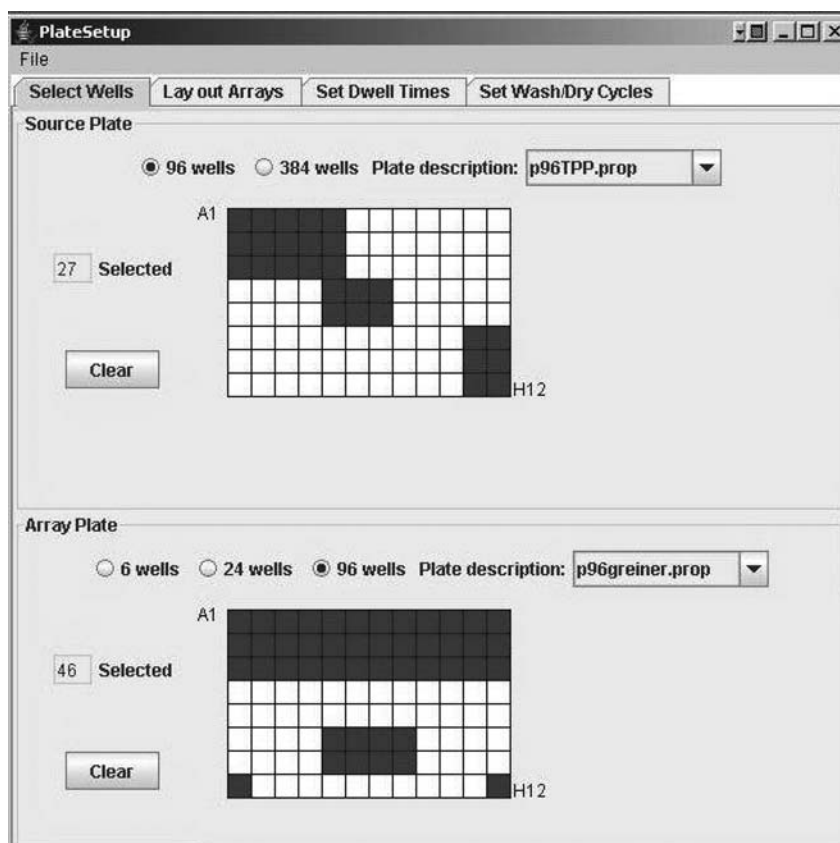 PlateSetup
File
Select Wells Lay out Arrays Set Dwell Times Set Wash/Dry Cycles
Source Plate
96 wells 384 wells Plate description: p96TPP.prop
A1
27 Selected
Clear
H12
Array Plate
6 wells 24 wells 96 wells Plate description: p96greiner.prop
A1
46 Selected
Clear
H12